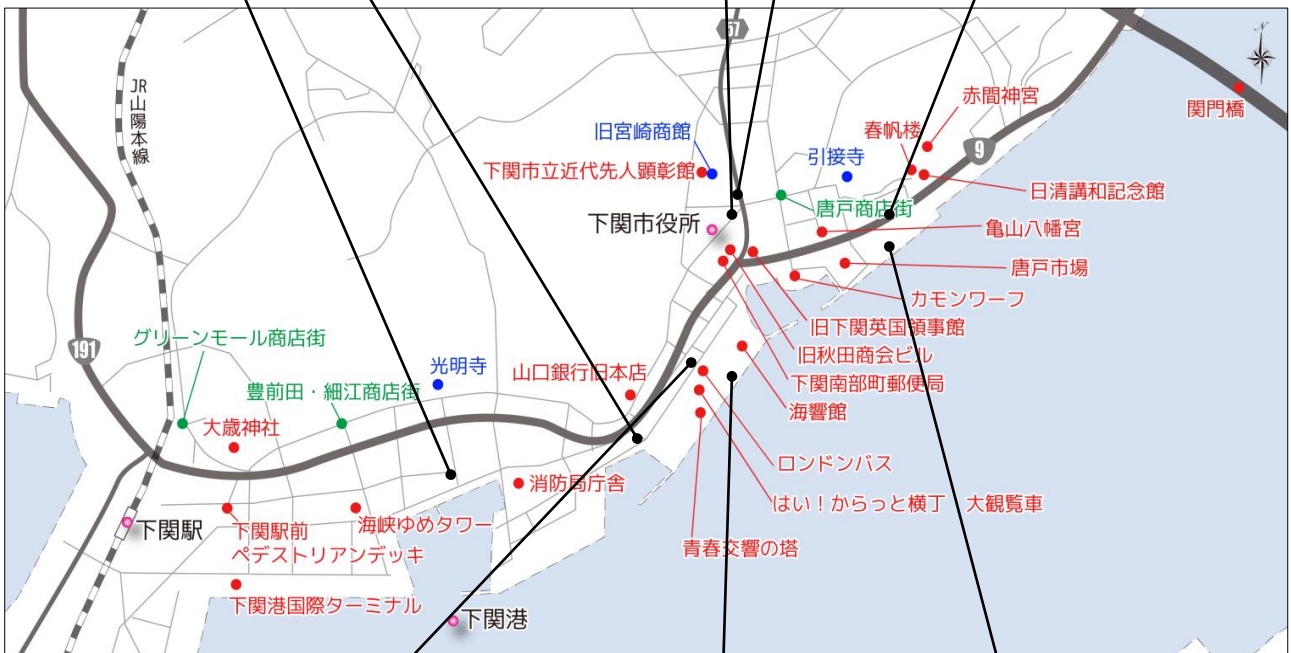 57
N
JR山陽本線
赤間神宮
関門橋
春帆楼
9
旧宮崎商館
引接寺
下関市立近代先人顕彰館
日清講和記念館
唐戸商店街
下関市役所
亀山八幡宮
唐戸市場
カモンワーフ
旧下関英国領事館
191
グリーンモール商店街
旧秋田商会ビル
光明寺
山口銀行旧本店
下関南部町郵便局
豊前田・細江商店街
海響館
大歳神社
ロンドンバス
消防局庁舎
はい!からっと横丁 大観覧車
下関駅
下関駅前
ペデストリアンデッキ
海峡ゆめタワー
青春交響の塔
下関港国際ターミナル
下関港